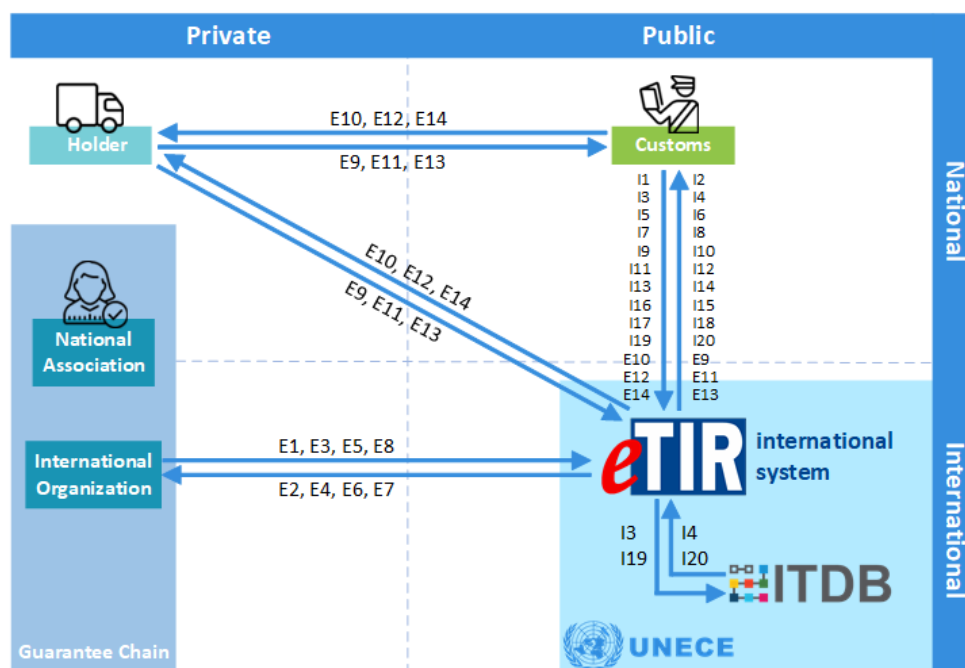 Private
Public
National
International
Holder
E10, E12, E14
E9, E11, E13
Customs
E10, E12, E14
E9, E11, E13
I1
I3
I5
I7
I9
I11
I13
I16
I17
I19
E10
E12
E14
I2
I4
I6
I8
I10
I12
I14
I15
I18
I20
E9
E11
E13
National
Association
International
Organization
Guarantee Chain
E1, E3, E5, E8
E2, E4, E6, E7
eTIR
international
system
I3
I19
I4
I20
ITDB
UNECE